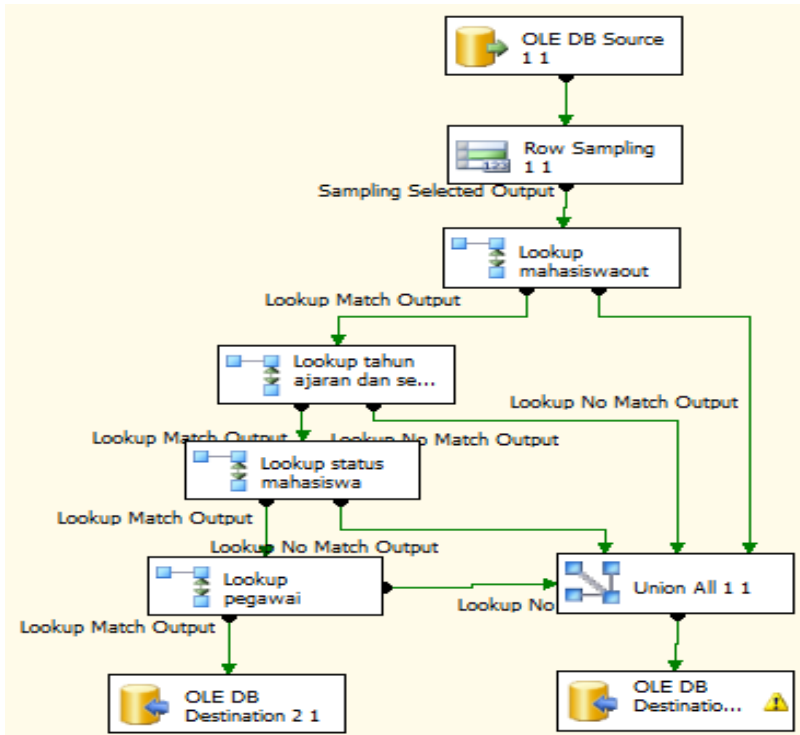 OLE DB Source
1 1
Row Sampling
1 1
Sampling Selected Output
Lookup
mahasiswaout
Lookup Match Output
Lookup tahun
ajaran dan se...
Lookup No Match Output
Lookup Match Output
Lookup No Match Output
Lookup status
mahasiswa
Lookup Match Output
Lookup No Match Output
Lookup
pegawai
Lookup No
Union All 1 1
Lookup Match Output
OLE DB
Destination 2 1
OLE DB
Destinatio...